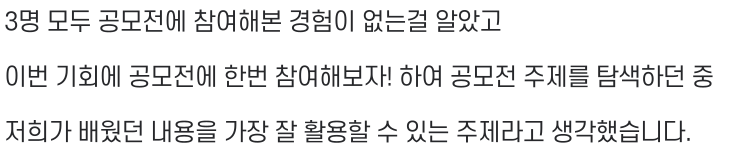 3명 모두 공모전에 참여해본 경험이 없는걸 알았고
이번 기회에 공모전에 한번 참여해보자! 하여 공모전 주제를 탐색하던 중
저희가 배웠던 내용을 가장 잘 활용할 수 있는 주제라고 생각했습니다.